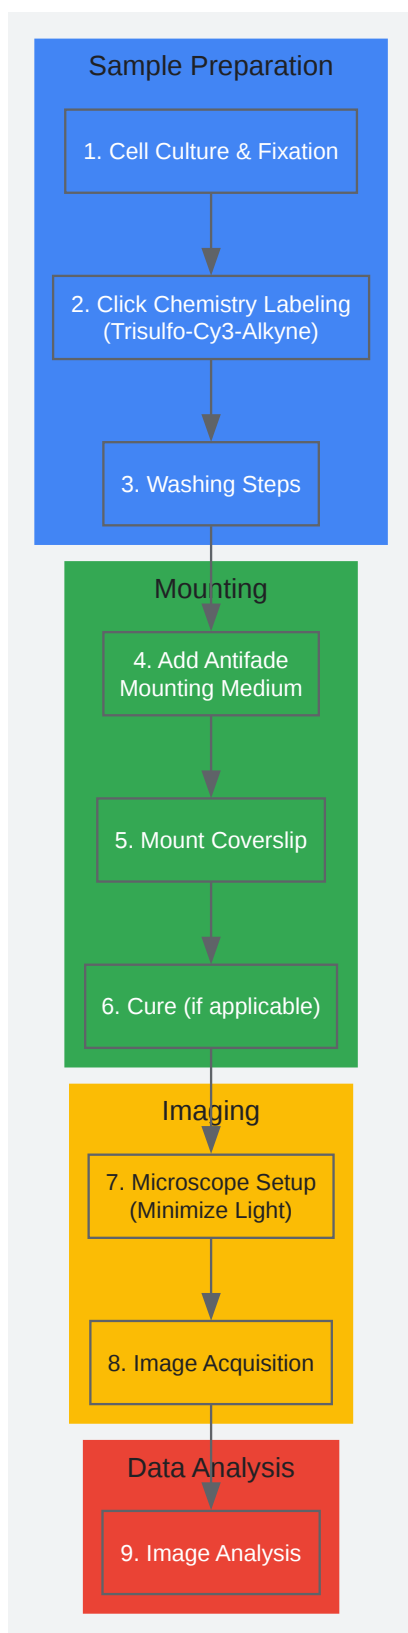 Sample Preparation
1. Cell Culture & Fixation
2. Click Chemistry Labeling
(Trisulfo-Cy3-Alkyne)
3. Washing Steps
Mounting
4. Add Antifade
Mounting Medium
5. Mount Coverslip
6. Cure (if applicable)
Imaging
7. Microscope Setup
(Minimize Light)
8. Image Acquisition
Data Analysis
9. Image Analysis